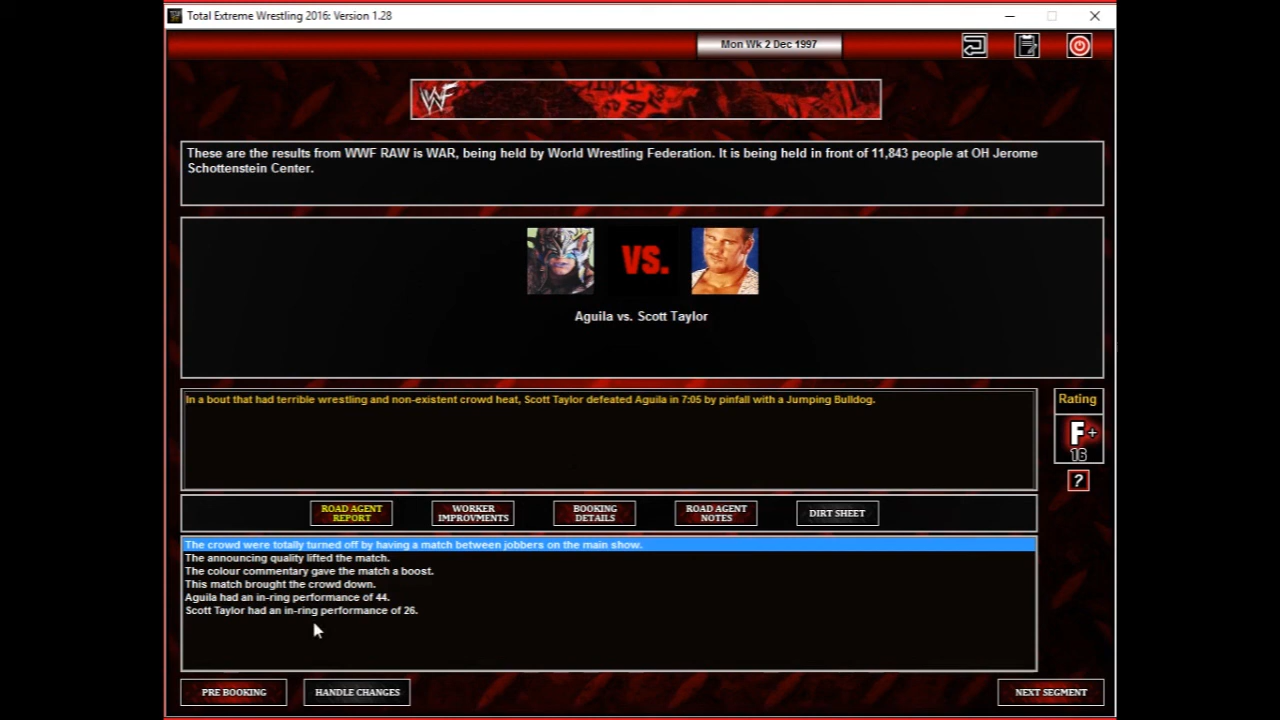 Total Extreme Wrestling 2016: Version 1.28
Mon Wk 2 Dec 1997
WF
These are the results from WWF RAW is WAR, being held by World Wrestling Federation. It is being held in front of 11,843 people at OH Jerome
Schottenstein Center.
VS.
Aguila vs. Scott Taylor
In a bout that had terrible wrestling and non-existent crowd heat, Scott Taylor defeated Aguila in 7:05 by pinfall with a Jumping Bulldog.
Rating
F+
16
?
ROAD AGENT
REPORT
WORKER
IMPROVMENTS
BOOKING
DETAILS
ROAD AGENT
NOTES
DIRT SHEET
The crowd were totally turned off by having a match between jobbers on the main show.
The announcing quality lifted the match.
The colour commentary gave the match a boost.
This match brought the crowd down.
Aguila had an in-ring performance of 44.
Scott Taylor had an in-ring performance of 26.
PRE BOOKING
HANDLE CHANGES
NEXT SEGMENT